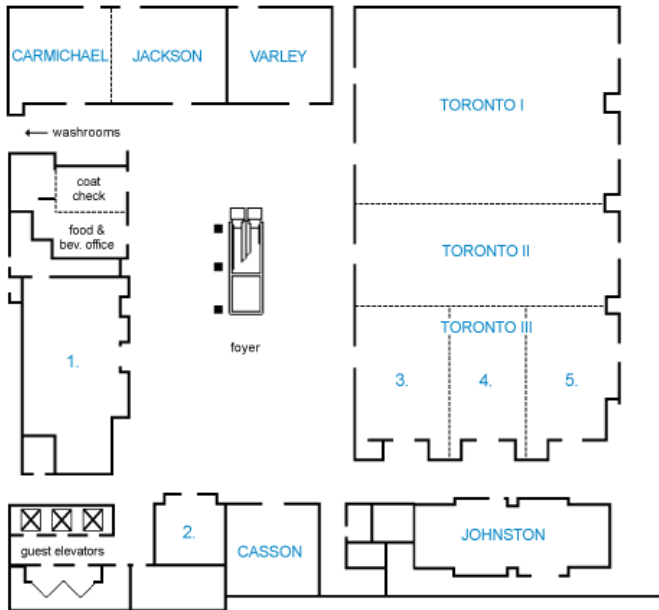 CARMICHAEL
JACKSON
VARLEY
TORONTO I
← washrooms
coat
check
food &
bev. office
TORONTO II
TORONTO III
foyer
1.
3.
4.
5.
2.
guest elevators
CASSON
JOHNSTON